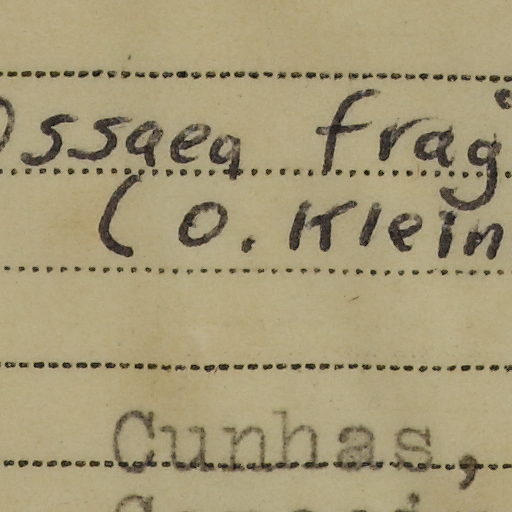 Ossaea frag
(O. Klein
Cunhas,